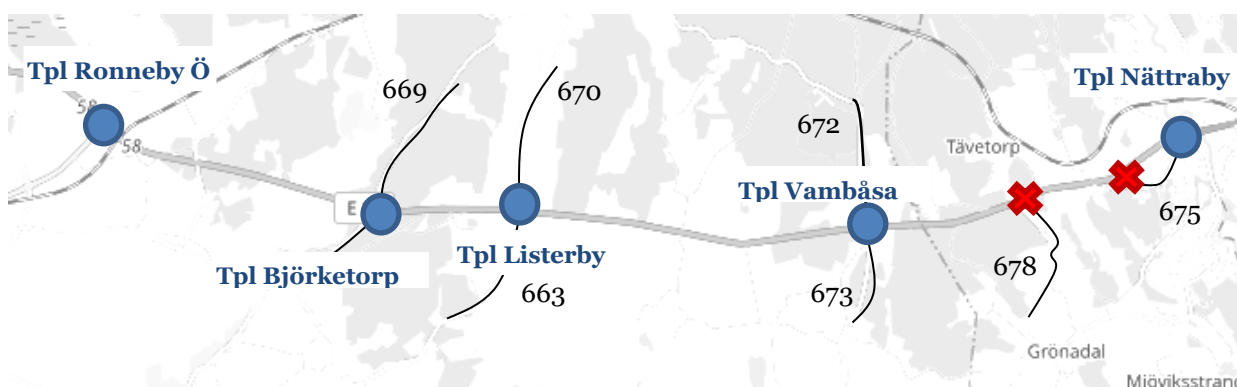 Tpl Ronneby Ö
58
58
669
670
E
Tpl Björketorp
Tpl Listerby
663
672
Tpl Vambåsa
673
Tävetorp
Tpl Nättraby
675
678
Grönadal